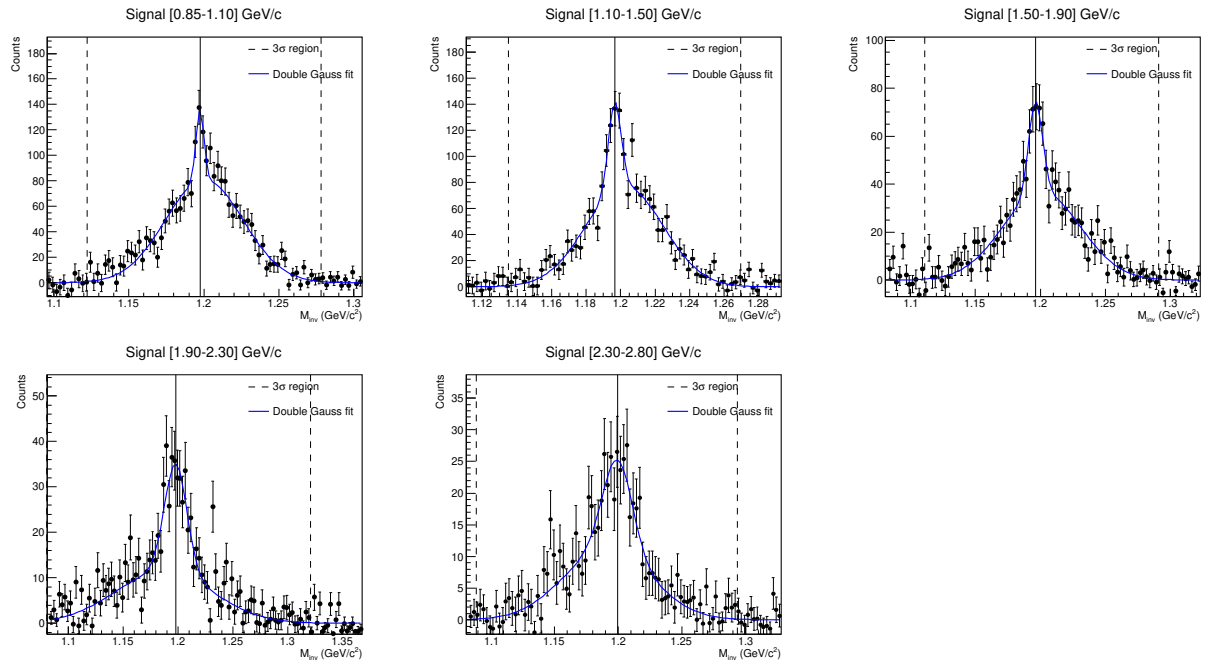 Signal [0.85-1.10] GeV/c
Counts
180
160
140
120
100
80
60
40
20
0
3σ region
Double Gauss fit
1.1
1.15
1.2
1.25
1.3
M_inv (GeV/c²)
Signal [1.10-1.50] GeV/c
Counts
180
160
140
120
100
80
60
40
20
0
3σ region
Double Gauss fit
1.12
1.14
1.16
1.18
1.2
1.22
1.24
1.26
1.28
M_inv (GeV/c²)
Signal [1.50-1.90] GeV/c
Counts
100
80
60
40
20
0
3σ region
Double Gauss fit
1.1
1.15
1.2
1.25
1.3
M_inv (GeV/c²)
Signal [1.90-2.30] GeV/c
Counts
50
40
30
20
10
0
3σ region
Double Gauss fit
1.1
1.15
1.2
1.25
1.3
1.35
M_inv (GeV/c²)
Signal [2.30-2.80] GeV/c
Counts
35
30
25
20
15
10
5
0
3σ region
Double Gauss fit
1.1
1.15
1.2
1.25
1.3
M_inv (GeV/c²)